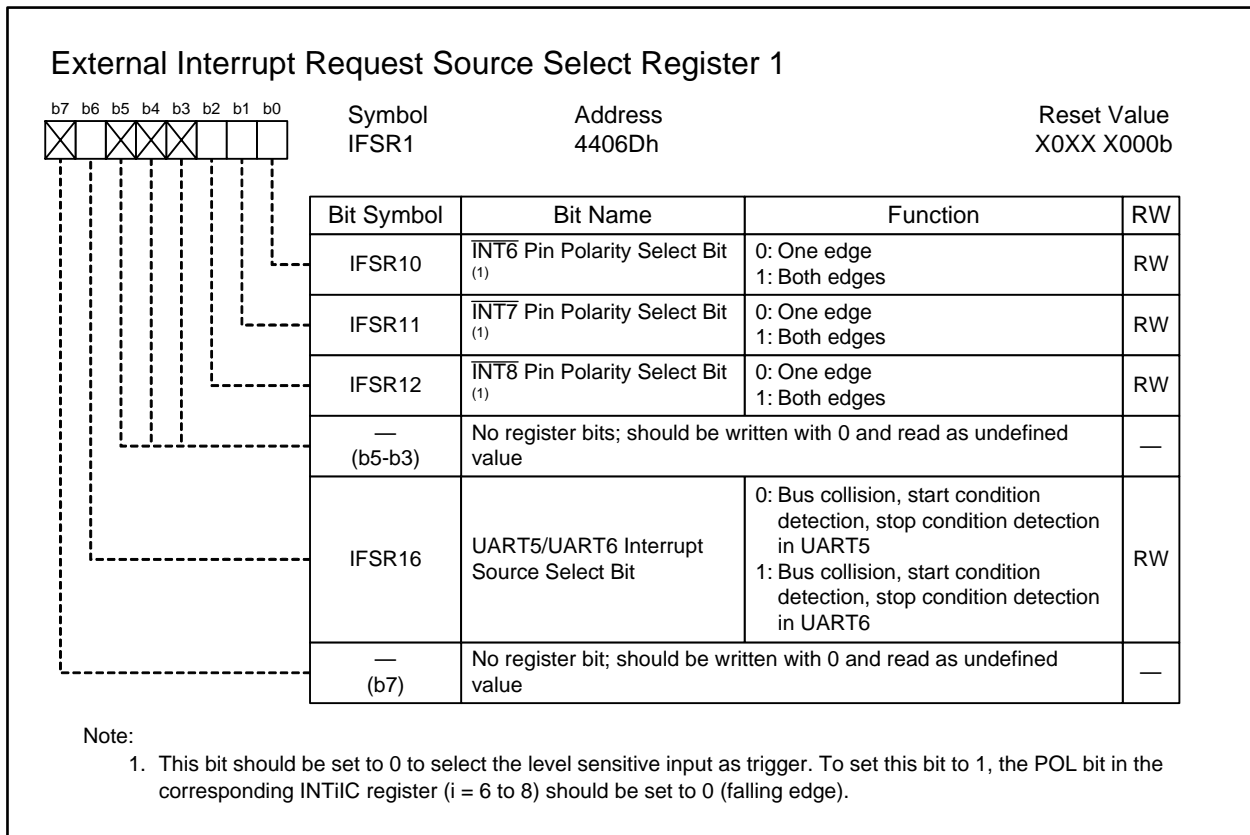 External Interrupt Request Source Select Register 1
b7 b6 b5 b4 b3 b2 b1 b0
Symbol Address Reset Value
IFSR1 4406Dh X0XX X000b
Bit Symbol Bit Name Function RW
IFSR10
INT6 Pin Polarity Select Bit
(1)
0: One edge
1: Both edges
RW
IFSR11
INT7 Pin Polarity Select Bit
(1)
0: One edge
1: Both edges
RW
IFSR12
INT8 Pin Polarity Select Bit
(1)
0: One edge
1: Both edges
RW
—
(b5-b3)
No register bits; should be written with 0 and read as undefined
value
—
IFSR16
UART5/UART6 Interrupt
Source Select Bit
0: Bus collision, start condition
detection, stop condition detection
in UART5
1: Bus collision, start condition
detection, stop condition detection
in UART6
RW
—
(b7)
No register bit; should be written with 0 and read as undefined
value
—
Note:
1. This bit should be set to 0 to select the level sensitive input as trigger. To set this bit to 1, the POL bit in the
corresponding INTiIC register (i = 6 to 8) should be set to 0 (falling edge).